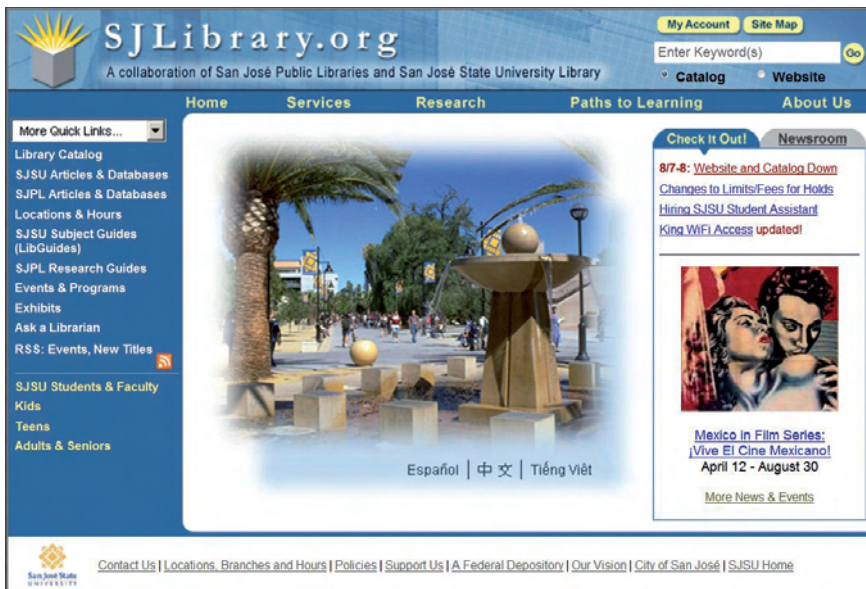 SJLibrary.org
A collaboration of San José Public Libraries and San José State University Library
My Account
Site Map
Enter Keyword(s)
Go
Catalog
Website
Home
Services
Research
Paths to Learning
About Us
More Quick Links...
Library Catalog
SJSU Articles & Databases
SJPL Articles & Databases
Locations & Hours
SJSU Subject Guides
(LibGuides)
SJPL Research Guides
Events & Programs
Exhibits
Ask a Librarian
RSS: Events, New Titles
SJSU Students & Faculty
Kids
Teens
Adults & Seniors
Español | 中文 | Tiếng Việt
Check It Out!
Newsroom
8/7-8: Website and Catalog Down
Changes to Limits/Fees for Holds
Hiring SJSU Student Assistant
King WiFi Access updated!
Mexico in Film Series:
¡Vive El Cine Mexicano!
April 12 - August 30
More News & Events
San José State
UNIVERSITY
Contact Us | Locations, Branches and Hours | Policies | Support Us | A Federal Depository | Our Vision | City of San José | SJSU Home